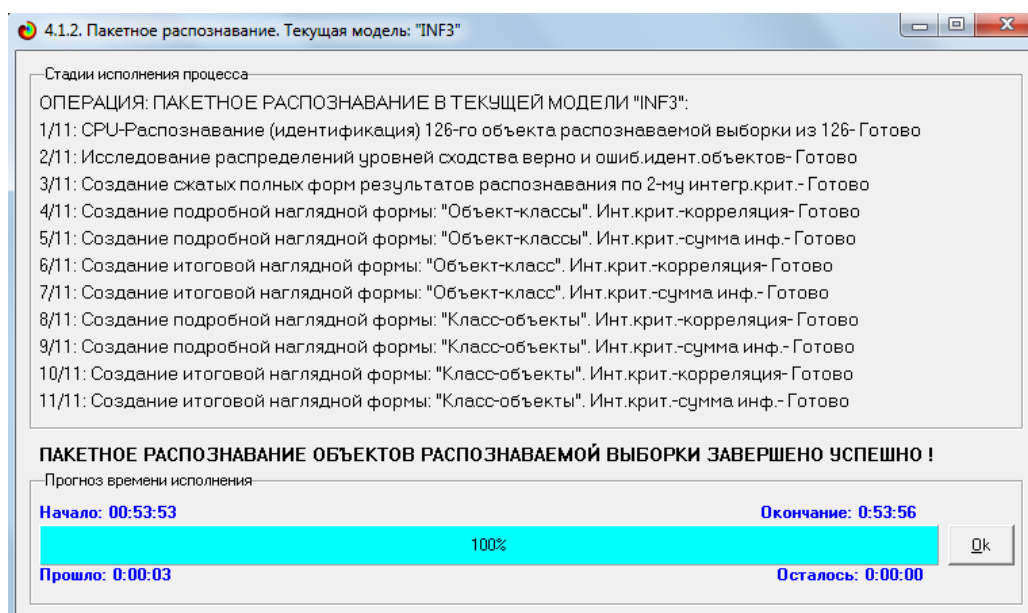 4.1.2. Пакетное распознавание. Текущая модель: "INF3"
Стадии исполнения процесса
ОПЕРАЦИЯ: ПАКЕТНОЕ РАСПОЗНАВАНИЕ В ТЕКУЩЕЙ МОДЕЛИ "INF3":
1/11: CPU-Распознавание (идентификация) 126-го объекта распознаваемой выборки из 126- Готово
2/11: Исследование распределений уровней сходства верно и ошиб.идент.объектов- Готово
3/11: Создание сжатых полных форм результатов распознавания по 2-му интегр.крит.- Готово
4/11: Создание подробной наглядной формы: "Объект-классы". Инт.крит.-корреляция- Готово
5/11: Создание подробной наглядной формы: "Объект-классы". Инт.крит.-сумма инф.- Готово
6/11: Создание итоговой наглядной формы: "Объект-класс". Инт.крит.-корреляция- Готово
7/11: Создание итоговой наглядной формы: "Объект-класс". Инт.крит.-сумма инф.- Готово
8/11: Создание подробной наглядной формы: "Класс-объекты". Инт.крит.-корреляция- Готово
9/11: Создание подробной наглядной формы: "Класс-объекты". Инт.крит.-сумма инф.- Готово
10/11: Создание итоговой наглядной формы: "Класс-объекты". Инт.крит.-корреляция- Готово
11/11: Создание итоговой наглядной формы: "Класс-объекты". Инт.крит.-сумма инф.- Готово
ПАКЕТНОЕ РАСПОЗНАВАНИЕ ОБЪЕКТОВ РАСПОЗНАВАЕМОЙ ВЫБОРКИ ЗАВЕРШЕНО УСПЕШНО !
Прогноз времени исполнения
Начало: 00:53:53 Окончание: 0:53:56
100% Ok
Прошло: 0:00:03 Осталось: 0:00:00